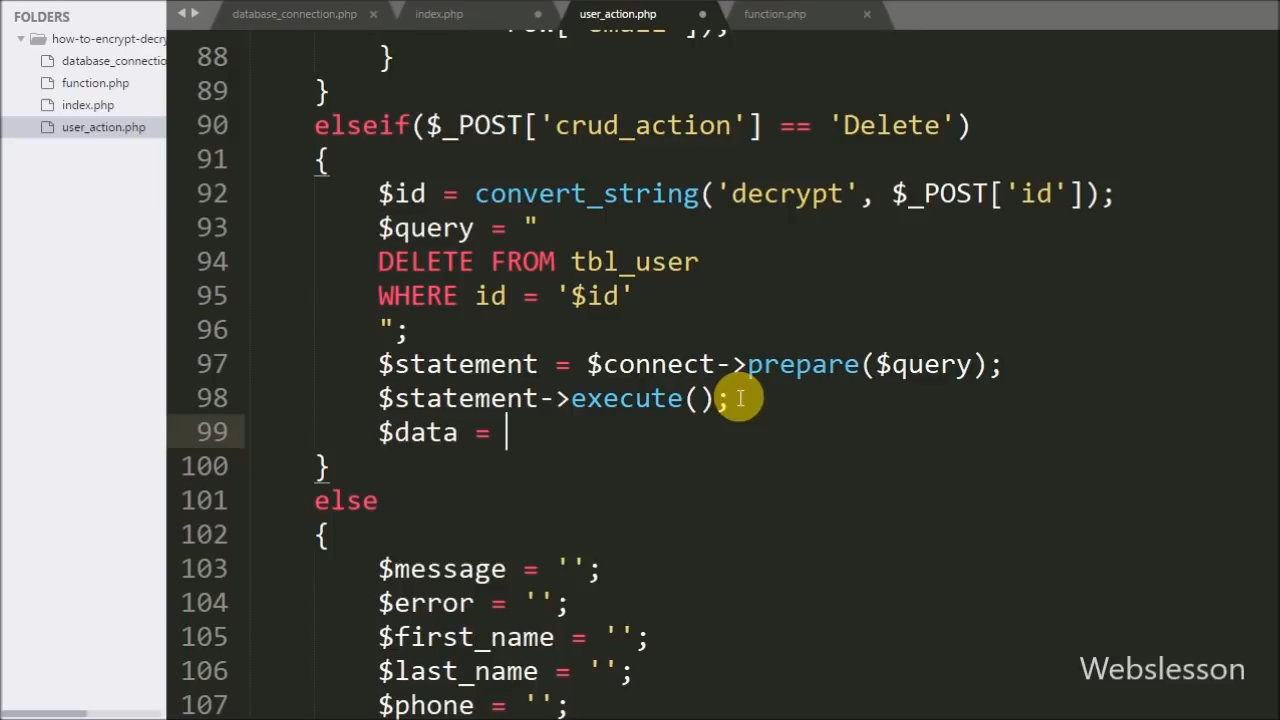 FOLDERS
how-to-encrypt-decry
database_connectio
function.php
index.php
user_action.php
database_connection.php × index.php user_action.php function.php ×
88 }
89 }
90 elseif($_POST['crud_action'] == 'Delete')
91 {
92 $id = convert_string('decrypt', $_POST['id']);
93 $query = "
94 DELETE FROM tbl_user
95 WHERE id = '$id'
96 ";
97 $statement = $connect->prepare($query);
98 $statement->execute();
99 $data =
100 }
101 else
102 {
103 $message = '';
104 $error = '';
105 $first_name = '';
106 $last_name = '';
107 $phone = '';
Webslesson